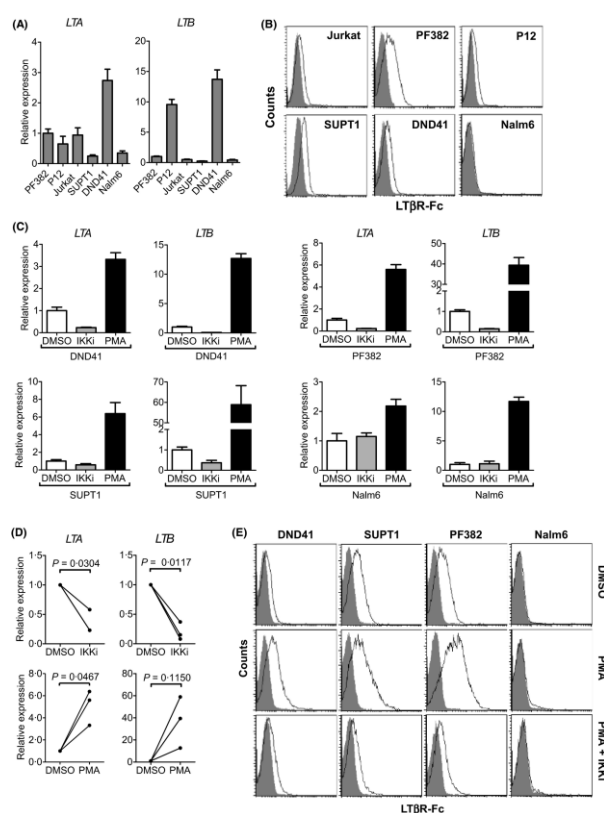 (A)
LTA
LTB
Relative expression
4
3
2
1
0
20
15
10
5
0
PF382
P12
Jurkat
SUPT1
DND41
Nalm6
PF382
P12
Jurkat
SUPT1
DND41
Nalm6
(B)
Jurkat
PF382
P12
Counts
SUPT1
DND41
Nalm6
LTβR-Fc
(C)
LTA
LTB
LTA
LTB
Relative expression
4
3
2
1
0
15
10
5
0
8
6
4
2
0
50
40
30
20
10
2
1
0
DMSO IKKi PMA
DMSO IKKi PMA
DMSO IKKi PMA
DMSO IKKi PMA
DND41
DND41
PF382
PF382
Relative expression
10
8
6
4
2
0
70
60
50
2
1
0
Relative expression
3
2
1
0
15
10
5
0
DMSO IKKi PMA
DMSO IKKi PMA
DMSO IKKi PMA
DMSO IKKi PMA
SUPT1
SUPT1
Nalm6
Nalm6
(D)
LTA
LTB
Relative expression
1·5
1·0
0·5
0·0
P = 0·0304
1·5
1·0
0·5
0·0
P = 0·0117
DMSO IKKi
DMSO IKKi
8·0
6·0
4·0
2·0
0·0
P = 0·0467
80
60
40
20
0
P = 0·1150
DMSO PMA
DMSO PMA
(E)
DND41
SUPT1
PF382
Nalm6
DMSO
Counts
PMA
PMA + IKKi
LTβR-Fc